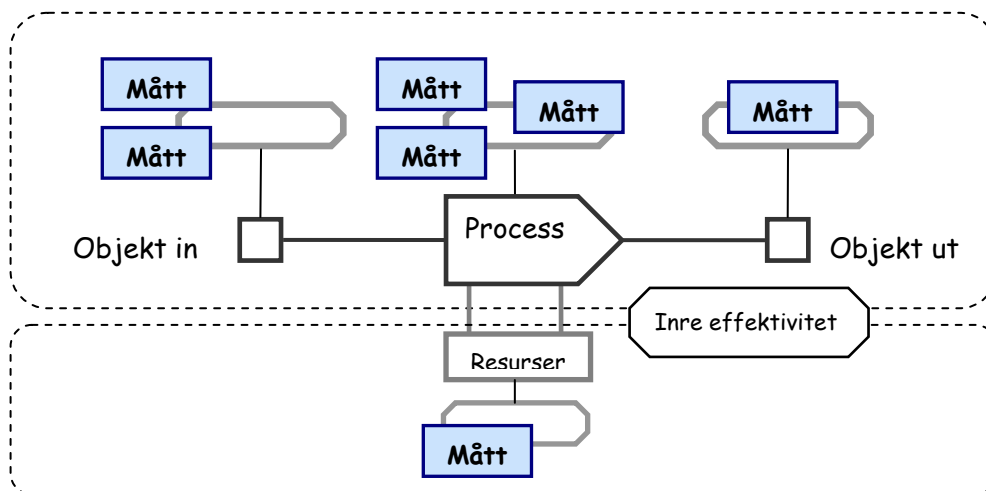 Mått
Mått
Mått
Mått
Mått
Mått
Objekt in
Process
Objekt ut
Inre effektivitet
Resurser
Mått